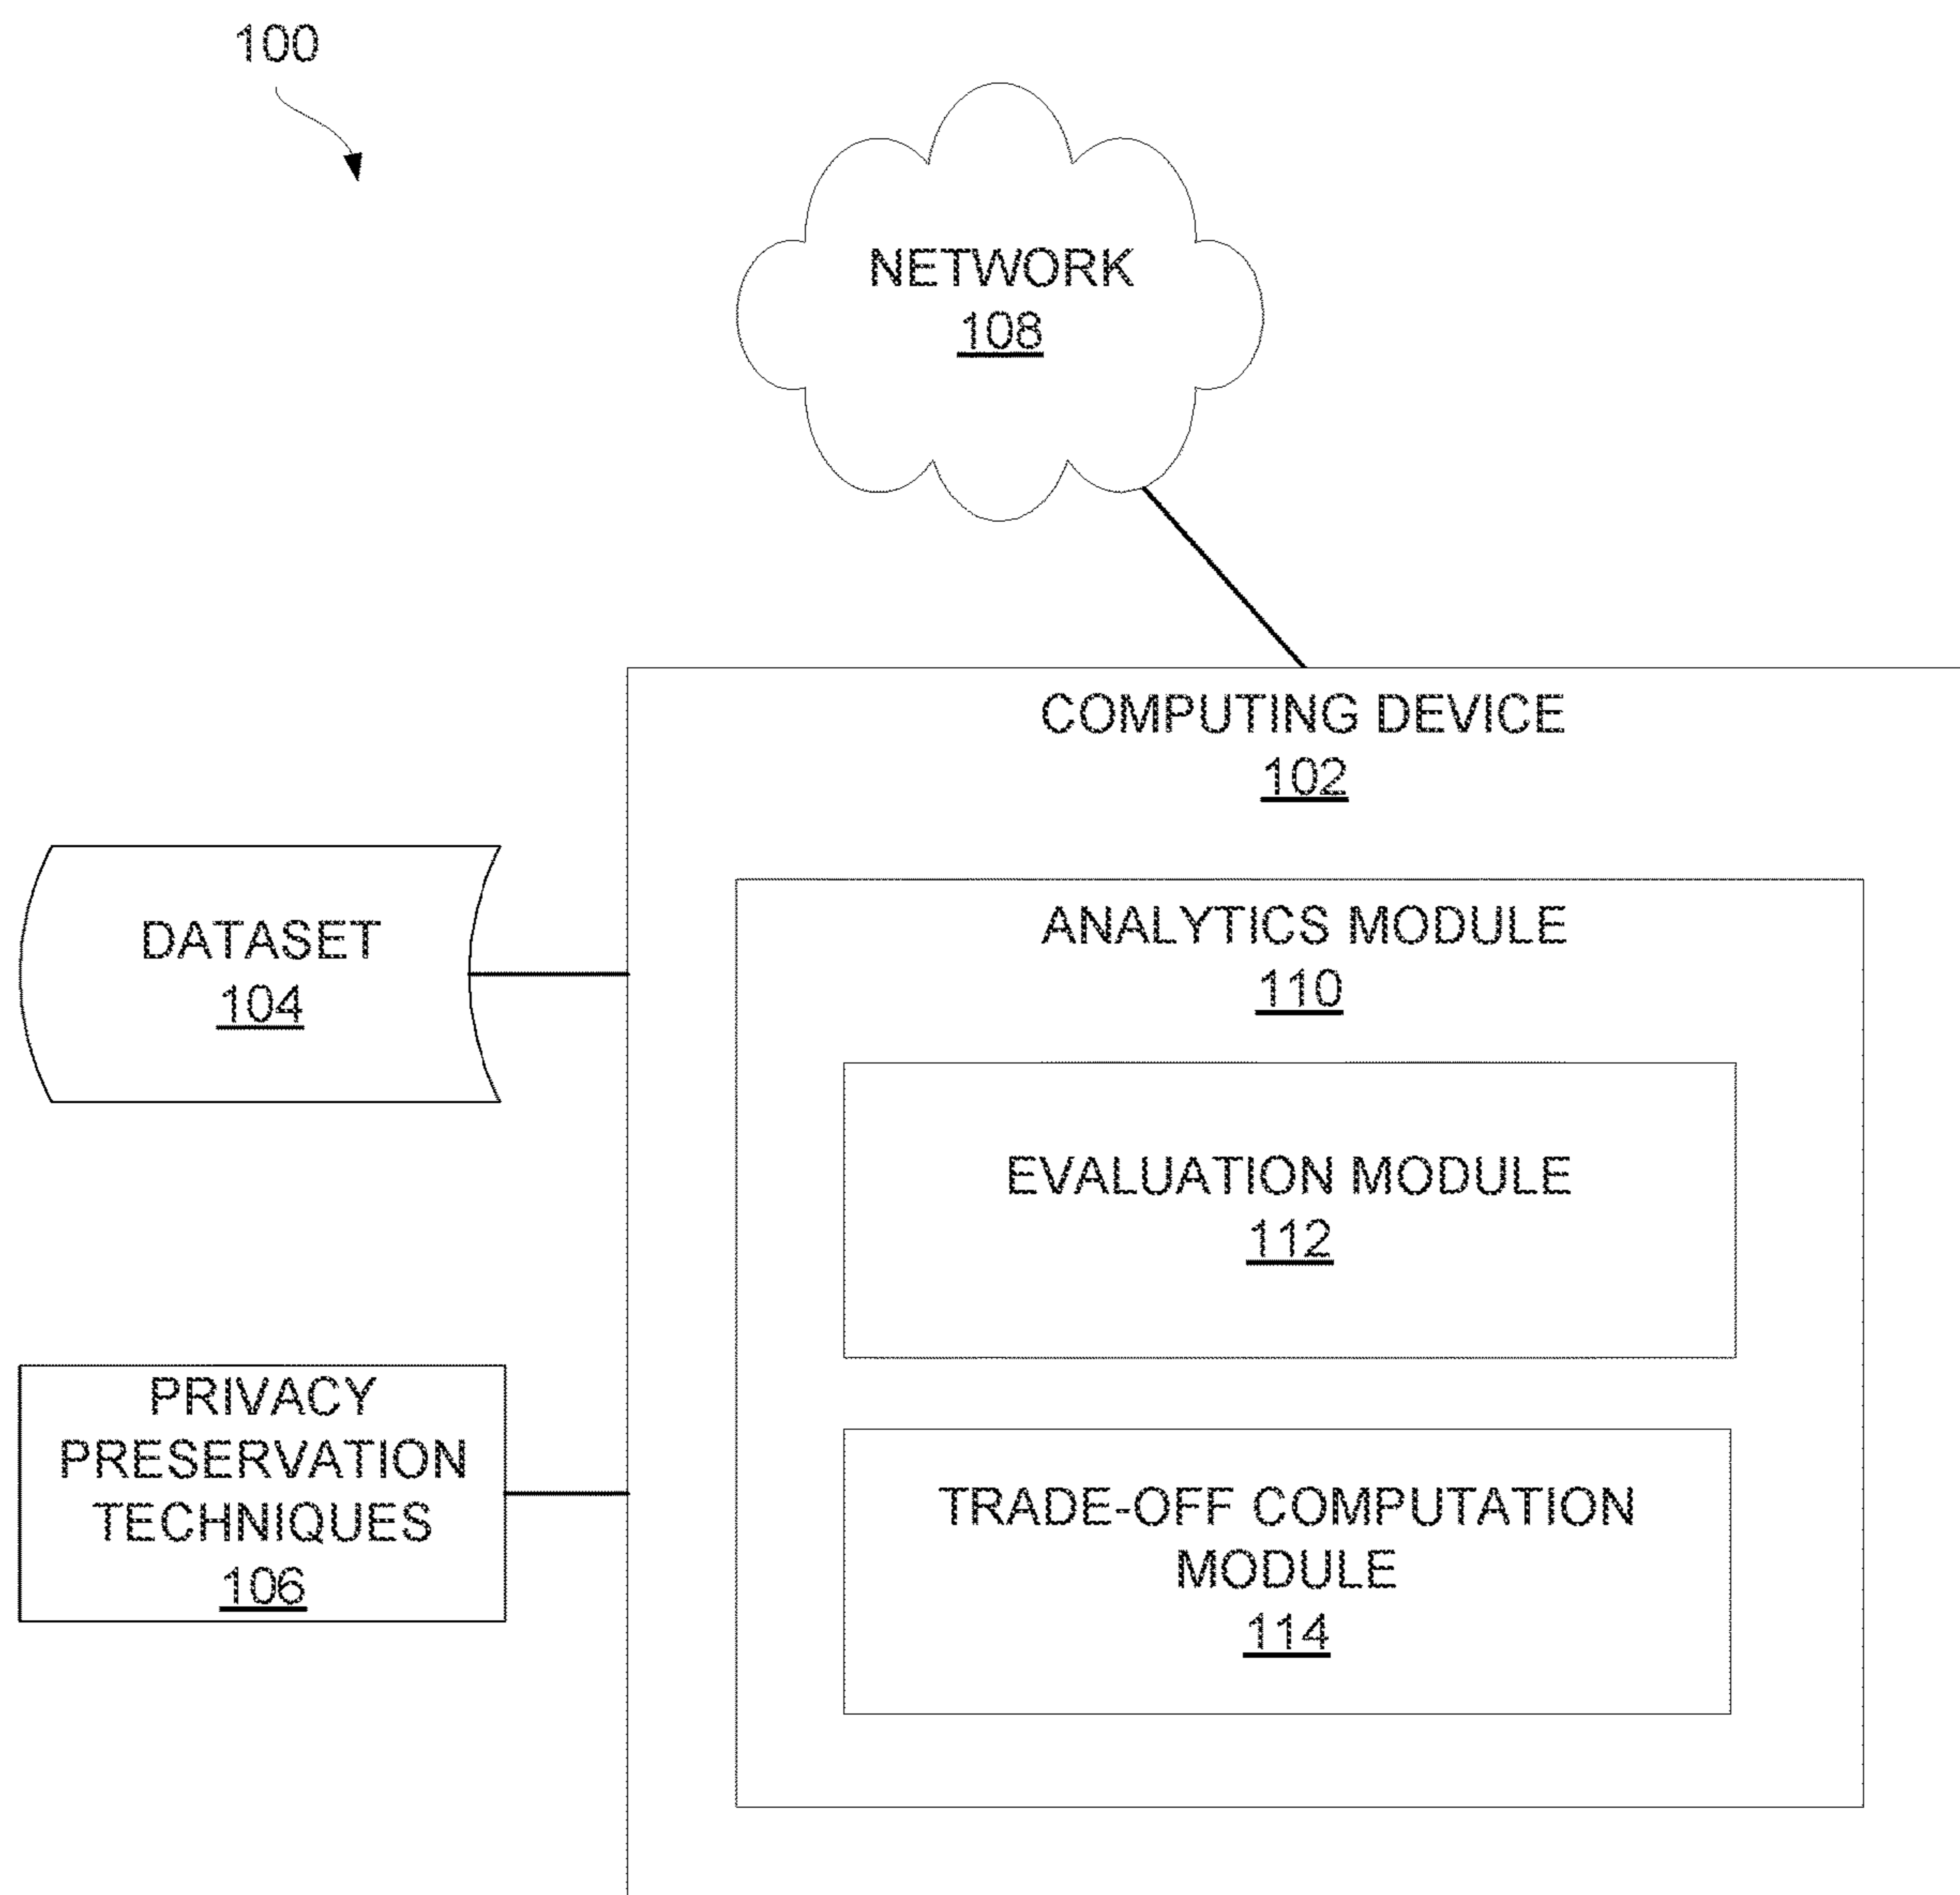 100
NETWORK
108
COMPUTING DEVICE
102
DATASET
104
ANALYTICS MODULE
110
EVALUATION MODULE
112
PRIVACY
PRESERVATION
TECHNIQUES
106
TRADE-OFF COMPUTATION
MODULE
114